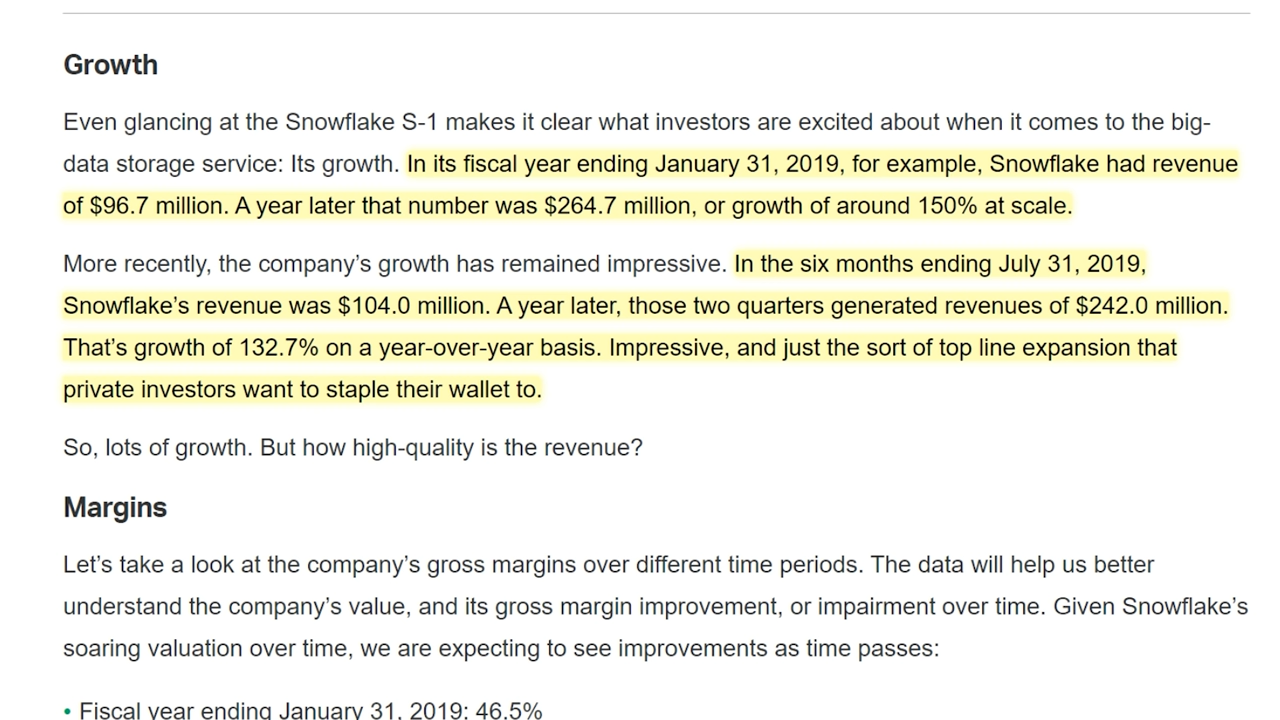 Growth
Even glancing at the Snowflake S-1 makes it clear what investors are excited about when it comes to the big-
data storage service: Its growth. In its fiscal year ending January 31, 2019, for example, Snowflake had revenue
of $96.7 million. A year later that number was $264.7 million, or growth of around 150% at scale.
More recently, the company’s growth has remained impressive. In the six months ending July 31, 2019,
Snowflake’s revenue was $104.0 million. A year later, those two quarters generated revenues of $242.0 million.
That’s growth of 132.7% on a year-over-year basis. Impressive, and just the sort of top line expansion that
private investors want to staple their wallet to.
So, lots of growth. But how high-quality is the revenue?
Margins
Let’s take a look at the company’s gross margins over different time periods. The data will help us better
understand the company’s value, and its gross margin improvement, or impairment over time. Given Snowflake’s
soaring valuation over time, we are expecting to see improvements as time passes:
• Fiscal year ending January 31, 2019: 46.5%